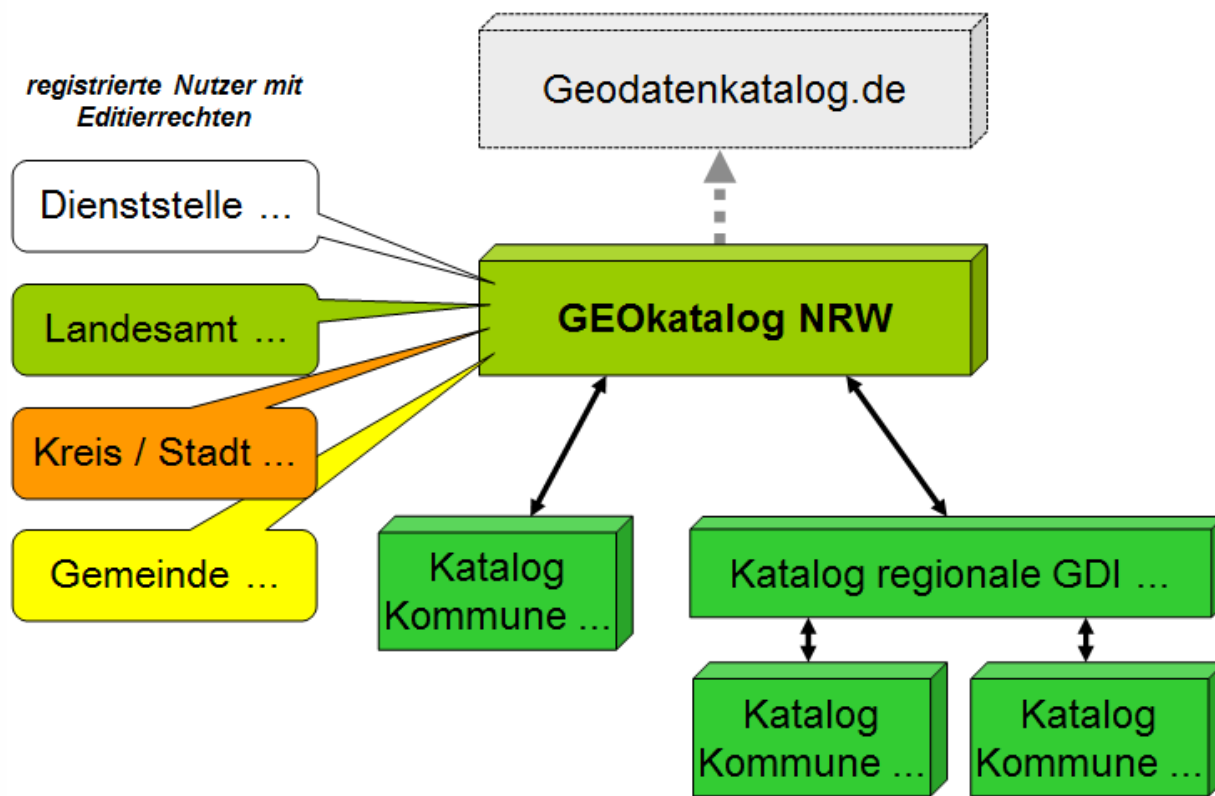 registrierte Nutzer mit
Editierrechten
Geodatenkatalog.de
Dienststelle ...
Landesamt ...
GEOkatalog NRW
Kreis / Stadt ...
Gemeinde ...
Katalog
Kommune ...
Katalog regionale GDI ...
Katalog
Kommune ...
Katalog
Kommune ...